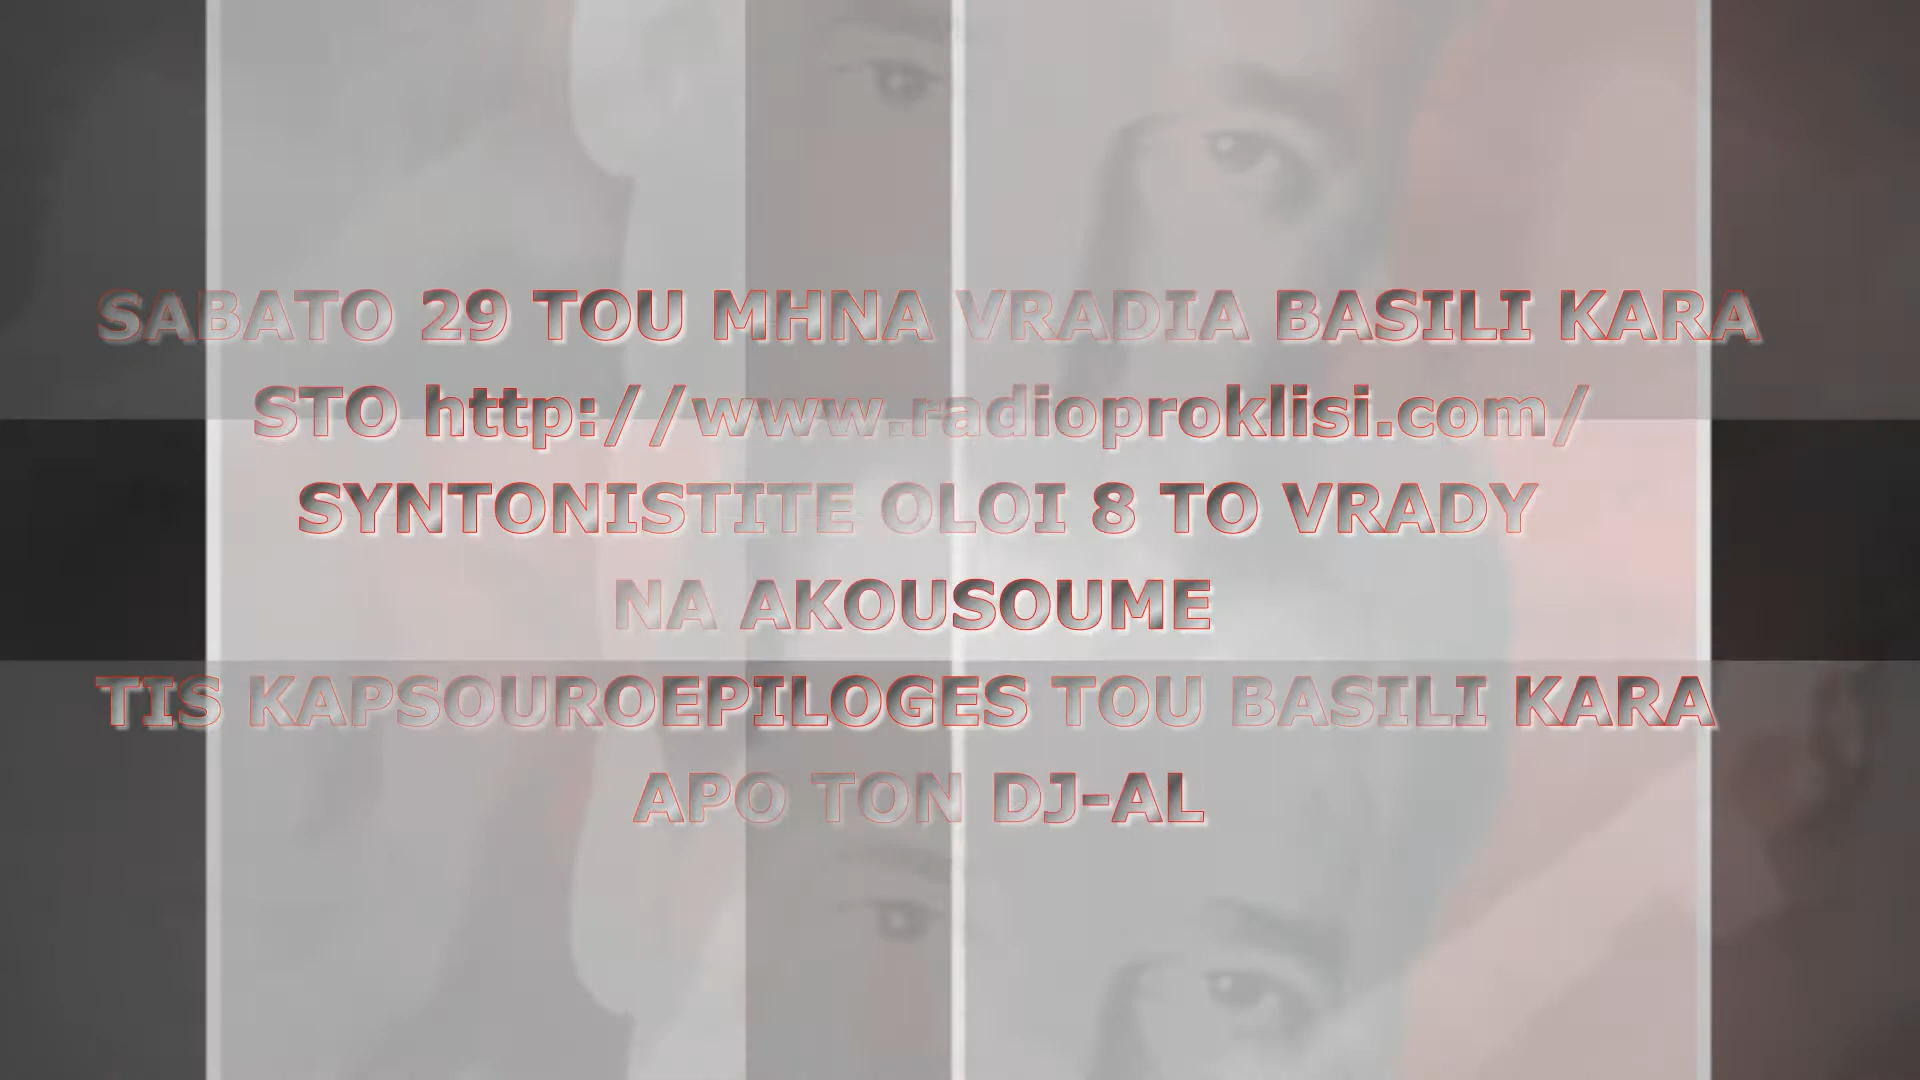 SABATO 29 TOU MHNA VRADIA BASILI KARA
STO http://www.radioproklisi.com/
SYNTONISTITE OLOI 8 TO VRADY
NA AKOUSOUME
TIS KAPSOUROEPILOGES TOU BASILI KARA
APO TON DJ-AL